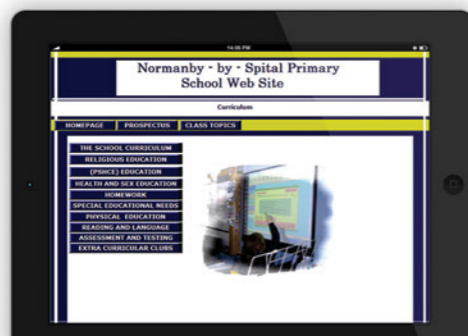 14:05 PM
Normanby - by - Spital Primary
School Web Site
Curriculum
HOMEPAGE PROSPECTUS CLASS TOPICS
THE SCHOOL CURRICULUM
RELIGIOUS EDUCATION
(PSHCE) EDUCATION
HEALTH AND SEX EDUCATION
HOMEWORK
SPECIAL EDUCATIONAL NEEDS
PHYSICAL EDUCATION
READING AND LANGUAGE
ASSESSMENT AND TESTING
EXTRA CURRICULAR CLUBS